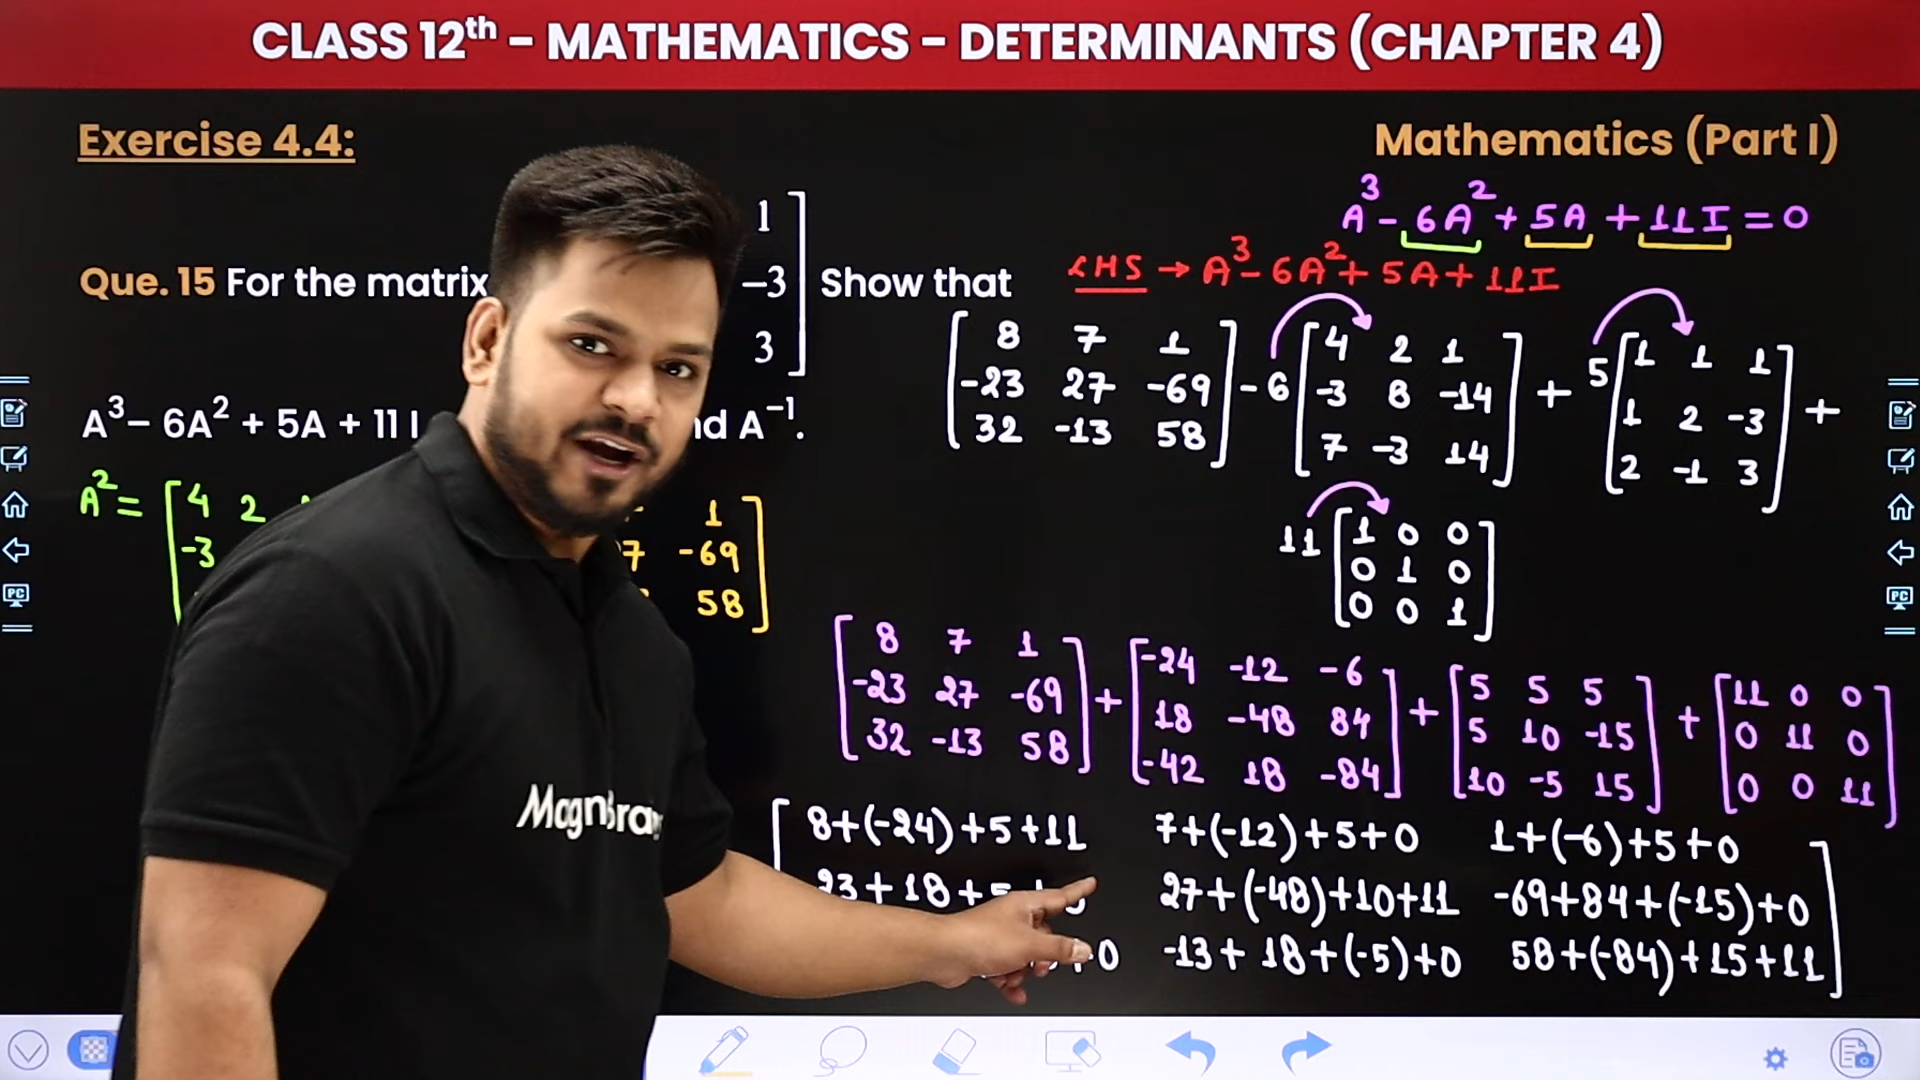 CLASS 12th - MATHEMATICS - DETERMINANTS (CHAPTER 4)
Exercise 4.4:
Mathematics (Part I)
A³ - 6A² + 5A + 11I = 0
Que. 15 For the matrix
1
-3
3
Show that
LHS → A³ - 6A² + 5A + 11I
A³ – 6A² + 5A + 11 I
A⁻¹.
[8 7 1] - 6 [4 2 1] + 5 [1 1 1] +
[-23 27 -69] [-3 8 -14] [1 2 -3]
[32 -13 58] [7 -3 14] [2 -1 3]
11 [1 0 0]
[0 1 0]
[0 0 1]
A² = [4 2
-3
1]
7 -69]
58]
[8 7 1] + [-24 -12 -6] + [5 5 5] + [11 0 0]
[-23 27 -69] [18 -48 84] [5 10 -15] [0 11 0]
[32 -13 58] [-42 18 -84] [10 -5 15] [0 0 11]
[8+(-24)+5+11 7+(-12)+5+0 1+(-6)+5+0]
23+18+5+ 27+(-48)+10+11 -69+84+(-15)+0
+0 -13+18+(-5)+0 58+(-84)+15+11
PC
PC